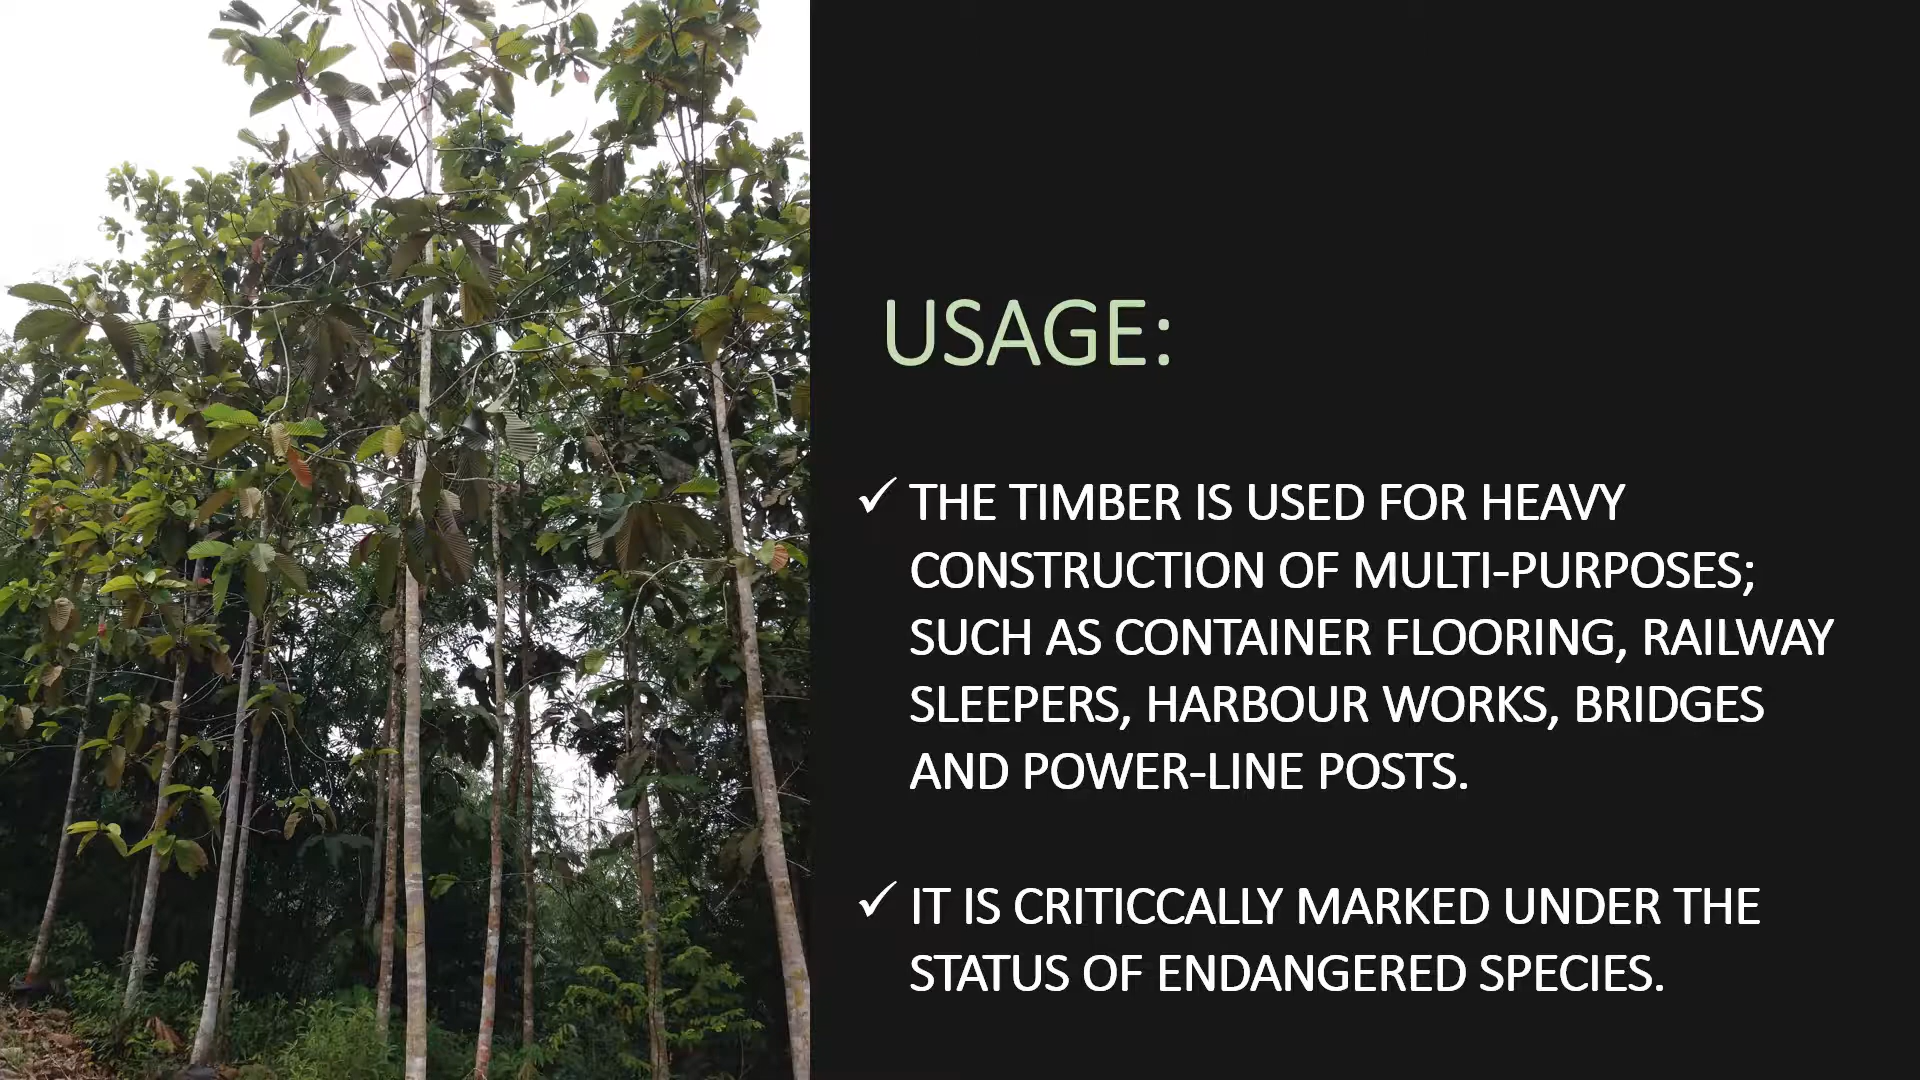 USAGE:
✓ THE TIMBER IS USED FOR HEAVY
CONSTRUCTION OF MULTI-PURPOSES;
SUCH AS CONTAINER FLOORING, RAILWAY
SLEEPERS, HARBOUR WORKS, BRIDGES
AND POWER-LINE POSTS.
✓ IT IS CRITICCALLY MARKED UNDER THE
STATUS OF ENDANGERED SPECIES.